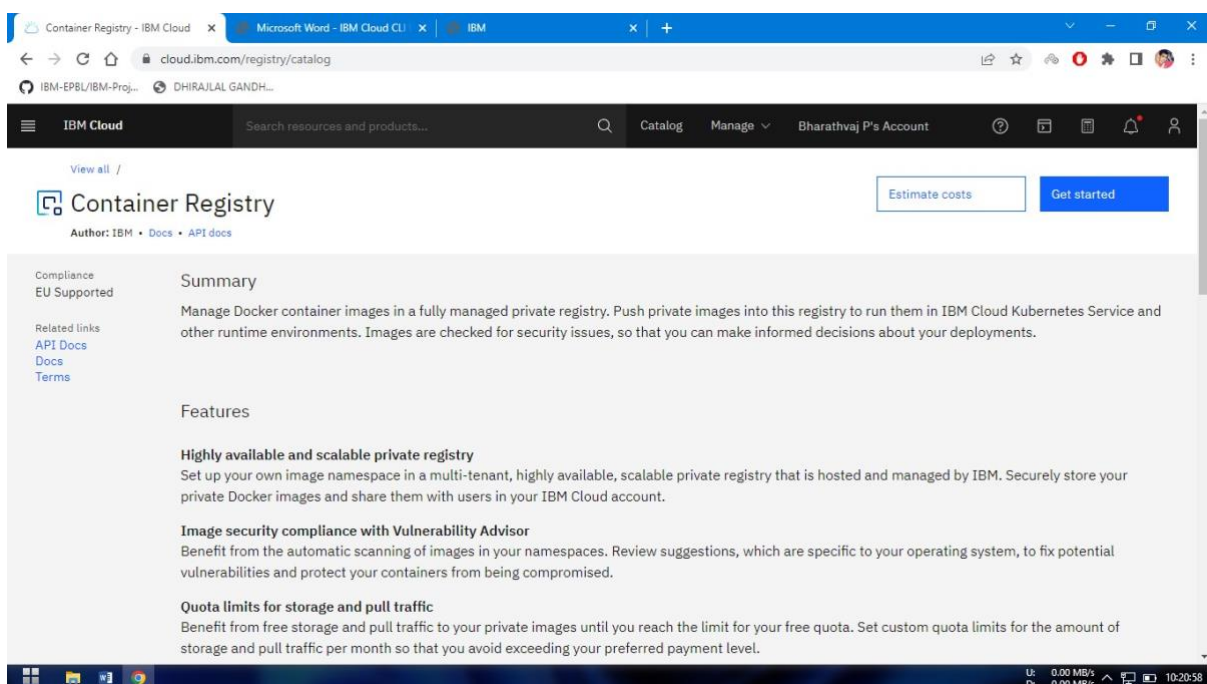 Container Registry - IBM Cloud
Microsoft Word - IBM Cloud CLI
IBM
cloud.ibm.com/registry/catalog
IBM-EPBL/IBM-Proj...
DHIRAJLAL GANDH...
IBM Cloud
Search resources and products...
Catalog
Manage
Bharathvaj P's Account
View all /
Container Registry
Estimate costs
Get started
Author: IBM • Docs • API docs
Compliance
EU Supported
Related links
API Docs
Docs
Terms
Summary
Manage Docker container images in a fully managed private registry. Push private images into this registry to run them in IBM Cloud Kubernetes Service and
other runtime environments. Images are checked for security issues, so that you can make informed decisions about your deployments.
Features
Highly available and scalable private registry
Set up your own image namespace in a multi-tenant, highly available, scalable private registry that is hosted and managed by IBM. Securely store your
private Docker images and share them with users in your IBM Cloud account.
Image security compliance with Vulnerability Advisor
Benefit from the automatic scanning of images in your namespaces. Review suggestions, which are specific to your operating system, to fix potential
vulnerabilities and protect your containers from being compromised.
Quota limits for storage and pull traffic
Benefit from free storage and pull traffic to your private images until you reach the limit for your free quota. Set custom quota limits for the amount of
storage and pull traffic per month so that you avoid exceeding your preferred payment level.
U: 0.00 MB/s
D: 0.00 MB/s
10:20:58